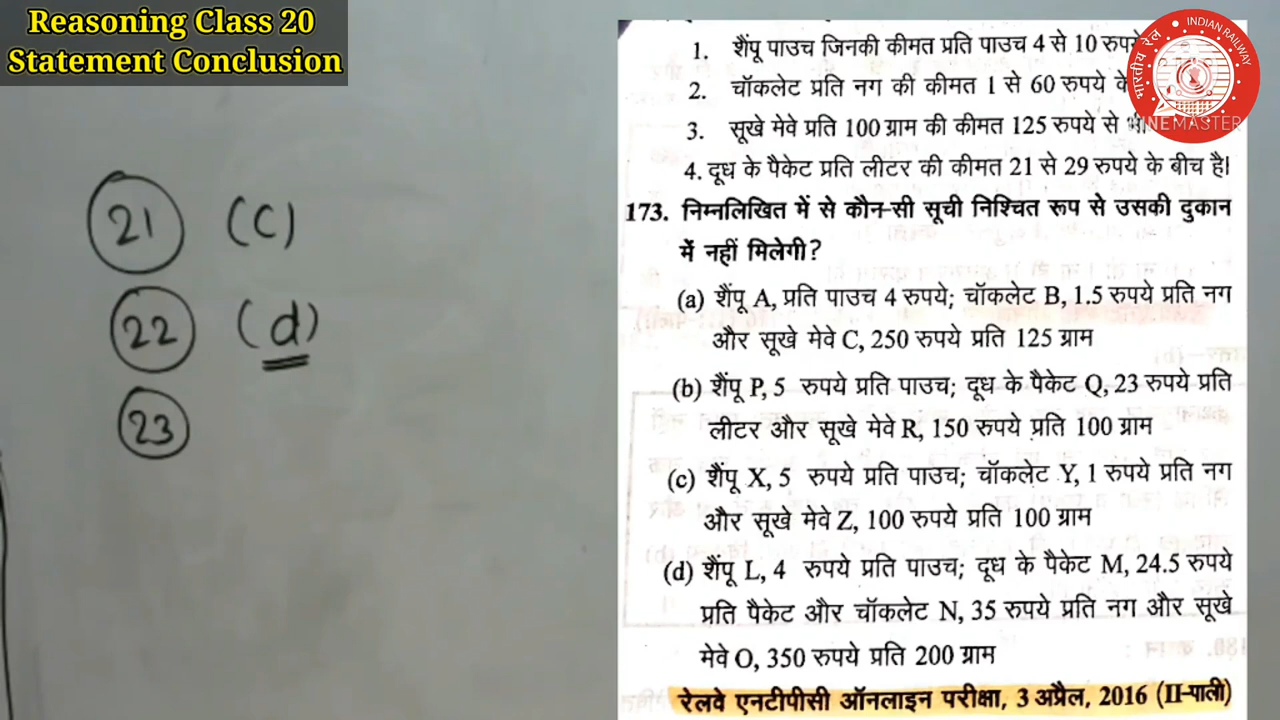 Reasoning Class 20
Statement Conclusion
1. शैंपू पाउच जिनकी कीमत प्रति पाउच 4 से 10 रुपये
2. चॉकलेट प्रति नग की कीमत 1 से 60 रुपये के
3. सूखे मेवे प्रति 100 ग्राम की कीमत 125 रुपये से
4. दूध के पैकेट प्रति लीटर की कीमत 21 से 29 रुपये के बीच है।
173. निम्नलिखित में से कौन-सी सूची निश्चित रूप से उसकी दुकान
में नहीं मिलेगी?
(a) शैंपू A, प्रति पाउच 4 रुपये; चॉकलेट B, 1.5 रुपये प्रति नग
और सूखे मेवे C, 250 रुपये प्रति 125 ग्राम
(b) शैंपू P, 5 रुपये प्रति पाउच; दूध के पैकेट Q, 23 रुपये प्रति
लीटर और सूखे मेवे R, 150 रुपये प्रति 100 ग्राम
(c) शैंपू X, 5 रुपये प्रति पाउच; चॉकलेट Y, 1 रुपये प्रति नग
और सूखे मेवे Z, 100 रुपये प्रति 100 ग्राम
(d) शैंपू L, 4 रुपये प्रति पाउच; दूध के पैकेट M, 24.5 रुपये
प्रति पैकेट और चॉकलेट N, 35 रुपये प्रति नग और सूखे
मेवे O, 350 रुपये प्रति 200 ग्राम
रेलवे एनटीपीसी ऑनलाइन परीक्षा, 3 अप्रैल, 2016 (II-पाली)
21 (C)
22 (d)
23
भारतीय रेल INDIAN RAILWAY
KINEMASTER